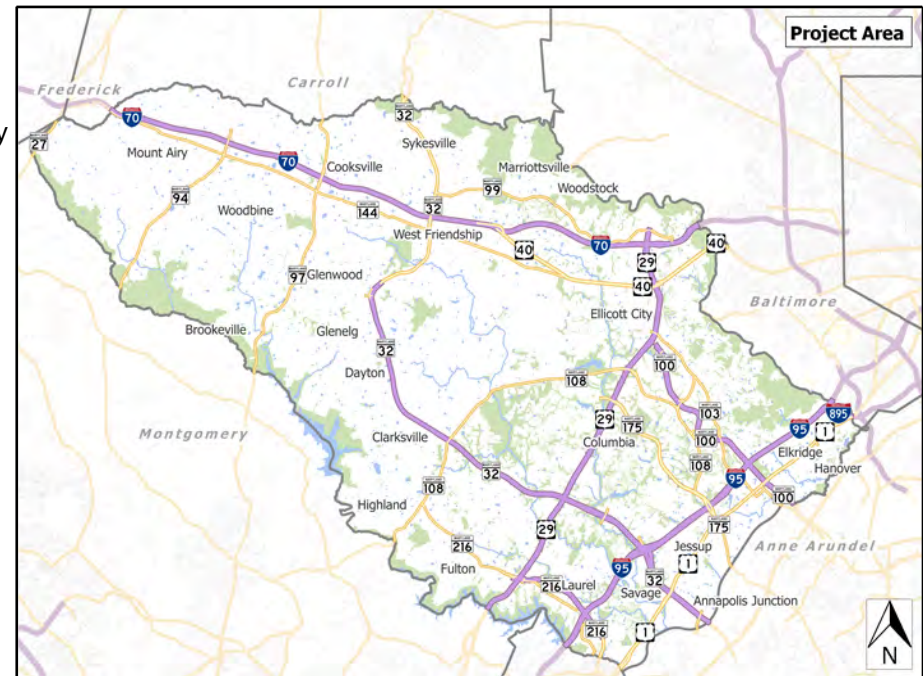 Project Area
Carroll
Frederick
y
70
32
27
Mount Airy
Sykesville
70
Cooksville
Marriottsville
99
Woodstock
94
Woodbine
144
32
West Friendship
40
70
40
29
97
Glenwood
40
Baltimore
Ellicott City
Brookeville
Glenelg
32
100
Dayton
108
895
103
29
175
95
1
Montgomery
Clarksville
Columbia
100
Elkridge
108
Hanover
32
95
108
100
Highland
29
175
216
Jessup
Anne Arundel
Fulton
95
1
216
Laurel
32
Savage
Annapolis Junction
216
1
N